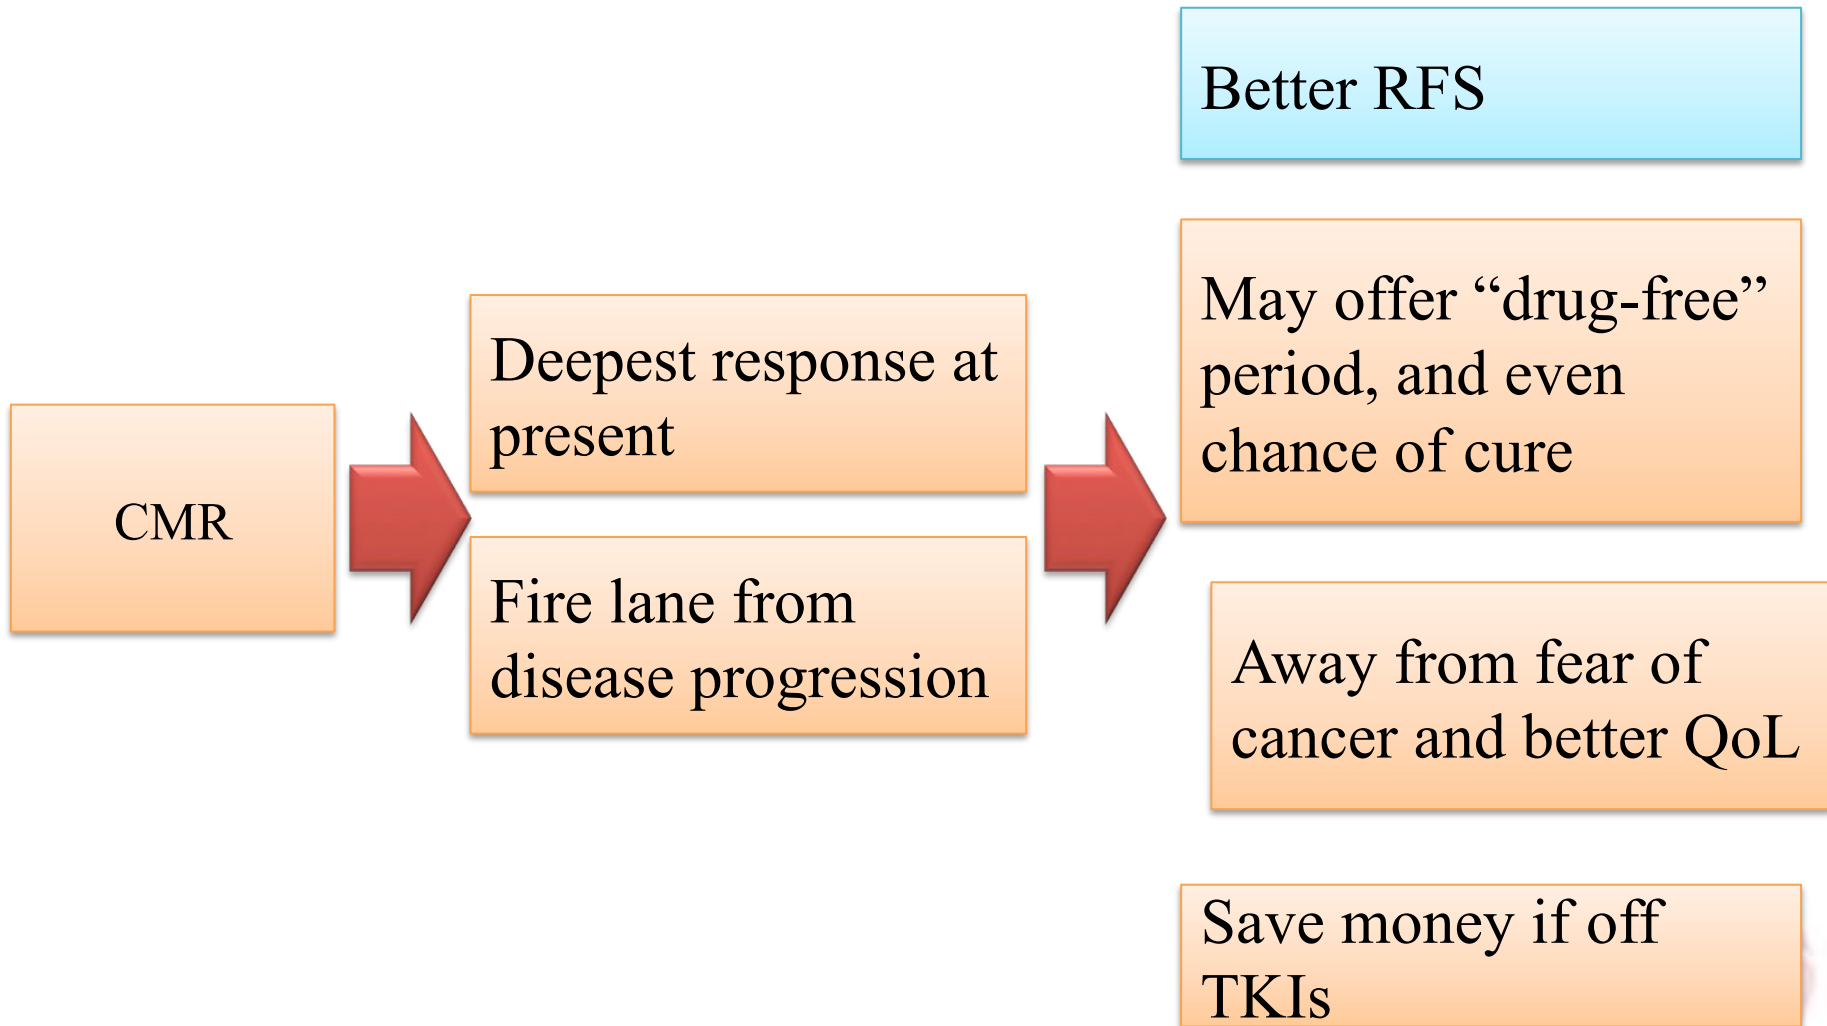 CMR
Deepest response at
present
Fire lane from
disease progression
Better RFS
May offer “drug-free”
period, and even
chance of cure
Away from fear of
cancer and better QoL
Save money if off
TKIs